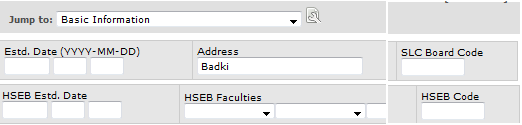 Jump to: Basic Information
Estd. Date (YYYY-MM-DD) Address SLC Board Code
Badki
HSEB Estd. Date HSEB Faculties HSEB Code